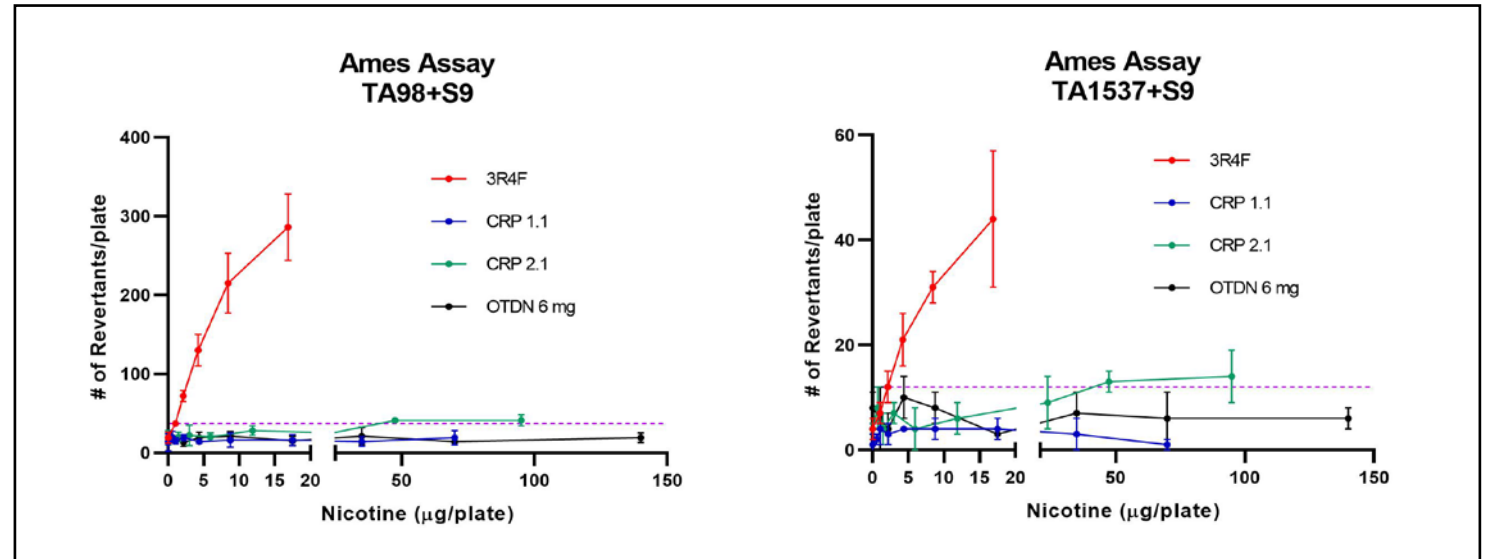 Ames Assay
TA98+S9
# of Revertants/plate
400
300
200
100
0
3R4F
CRP 1.1
CRP 2.1
OTDN 6 mg
0 5 10 15 20 50 100 150
Nicotine (μg/plate)
Ames Assay
TA1537+S9
# of Revertants/plate
60
40
20
0
3R4F
CRP 1.1
CRP 2.1
OTDN 6 mg
0 5 10 15 20 50 100 150
Nicotine (μg/plate)